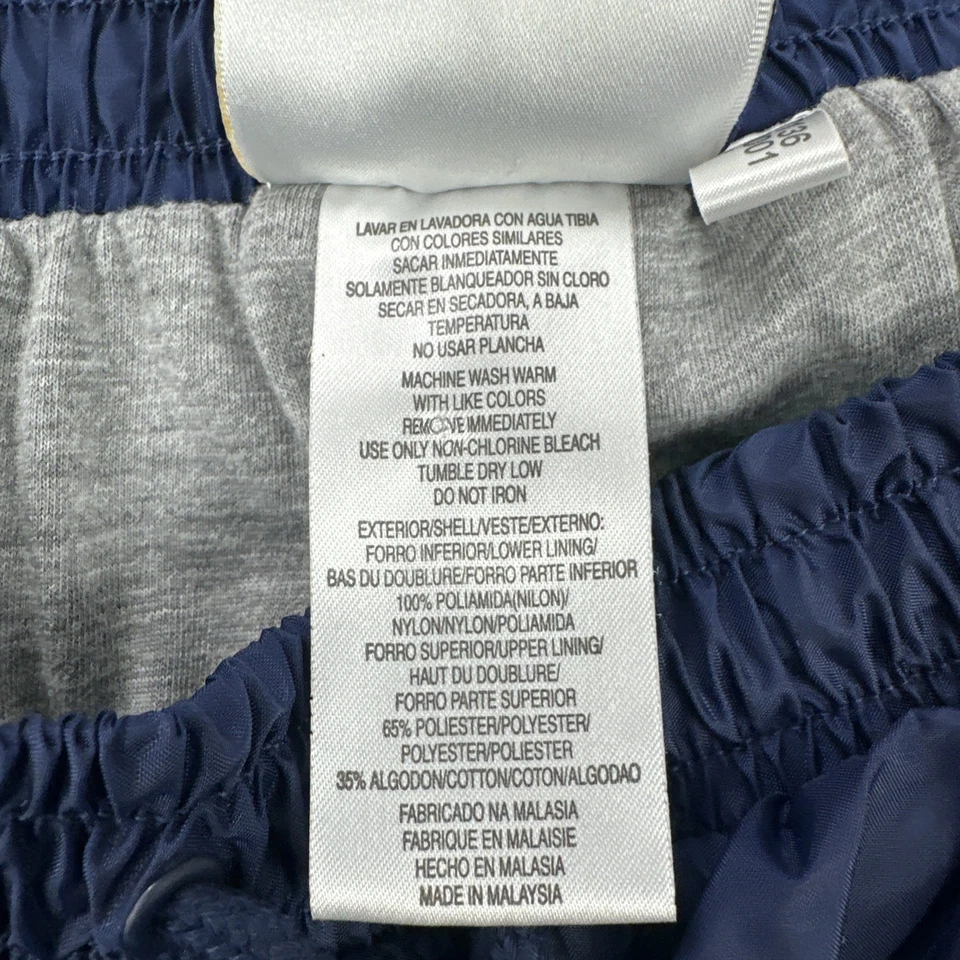 LAVAR EN LAVADORA CON AGUA TIBIA
CON COLORES SIMILARES
SACAR INMEDIATAMENTE
SOLAMENTE BLANQUEADOR SIN CLORO
SECAR EN SECADORA, A BAJA
TEMPERATURA
NO USAR PLANCHA
MACHINE WASH WARM
WITH LIKE COLORS
REMOVE IMMEDIATELY
USE ONLY NON-CHLORINE BLEACH
TUMBLE DRY LOW
DO NOT IRON
EXTERIOR/SHELL/VESTE/EXTERNO:
FORRO INFERIOR/LOWER LINING/
BAS DU DOUBLURE/FORRO PARTE INFERIOR
100% POLIAMIDA(NILON)/
NYLON/NYLON/POLIAMIDA
FORRO SUPERIOR/UPPER LINING/
HAUT DU DOUBLURE/
FORRO PARTE SUPERIOR
65% POLIESTER/POLYESTER/
POLYESTER/POLIESTER
35% ALGODON/COTTON/COTON/ALGODAO
FABRICADO NA MALASIA
FABRIQUE EN MALAISIE
HECHO EN MALASIA
MADE IN MALAYSIA